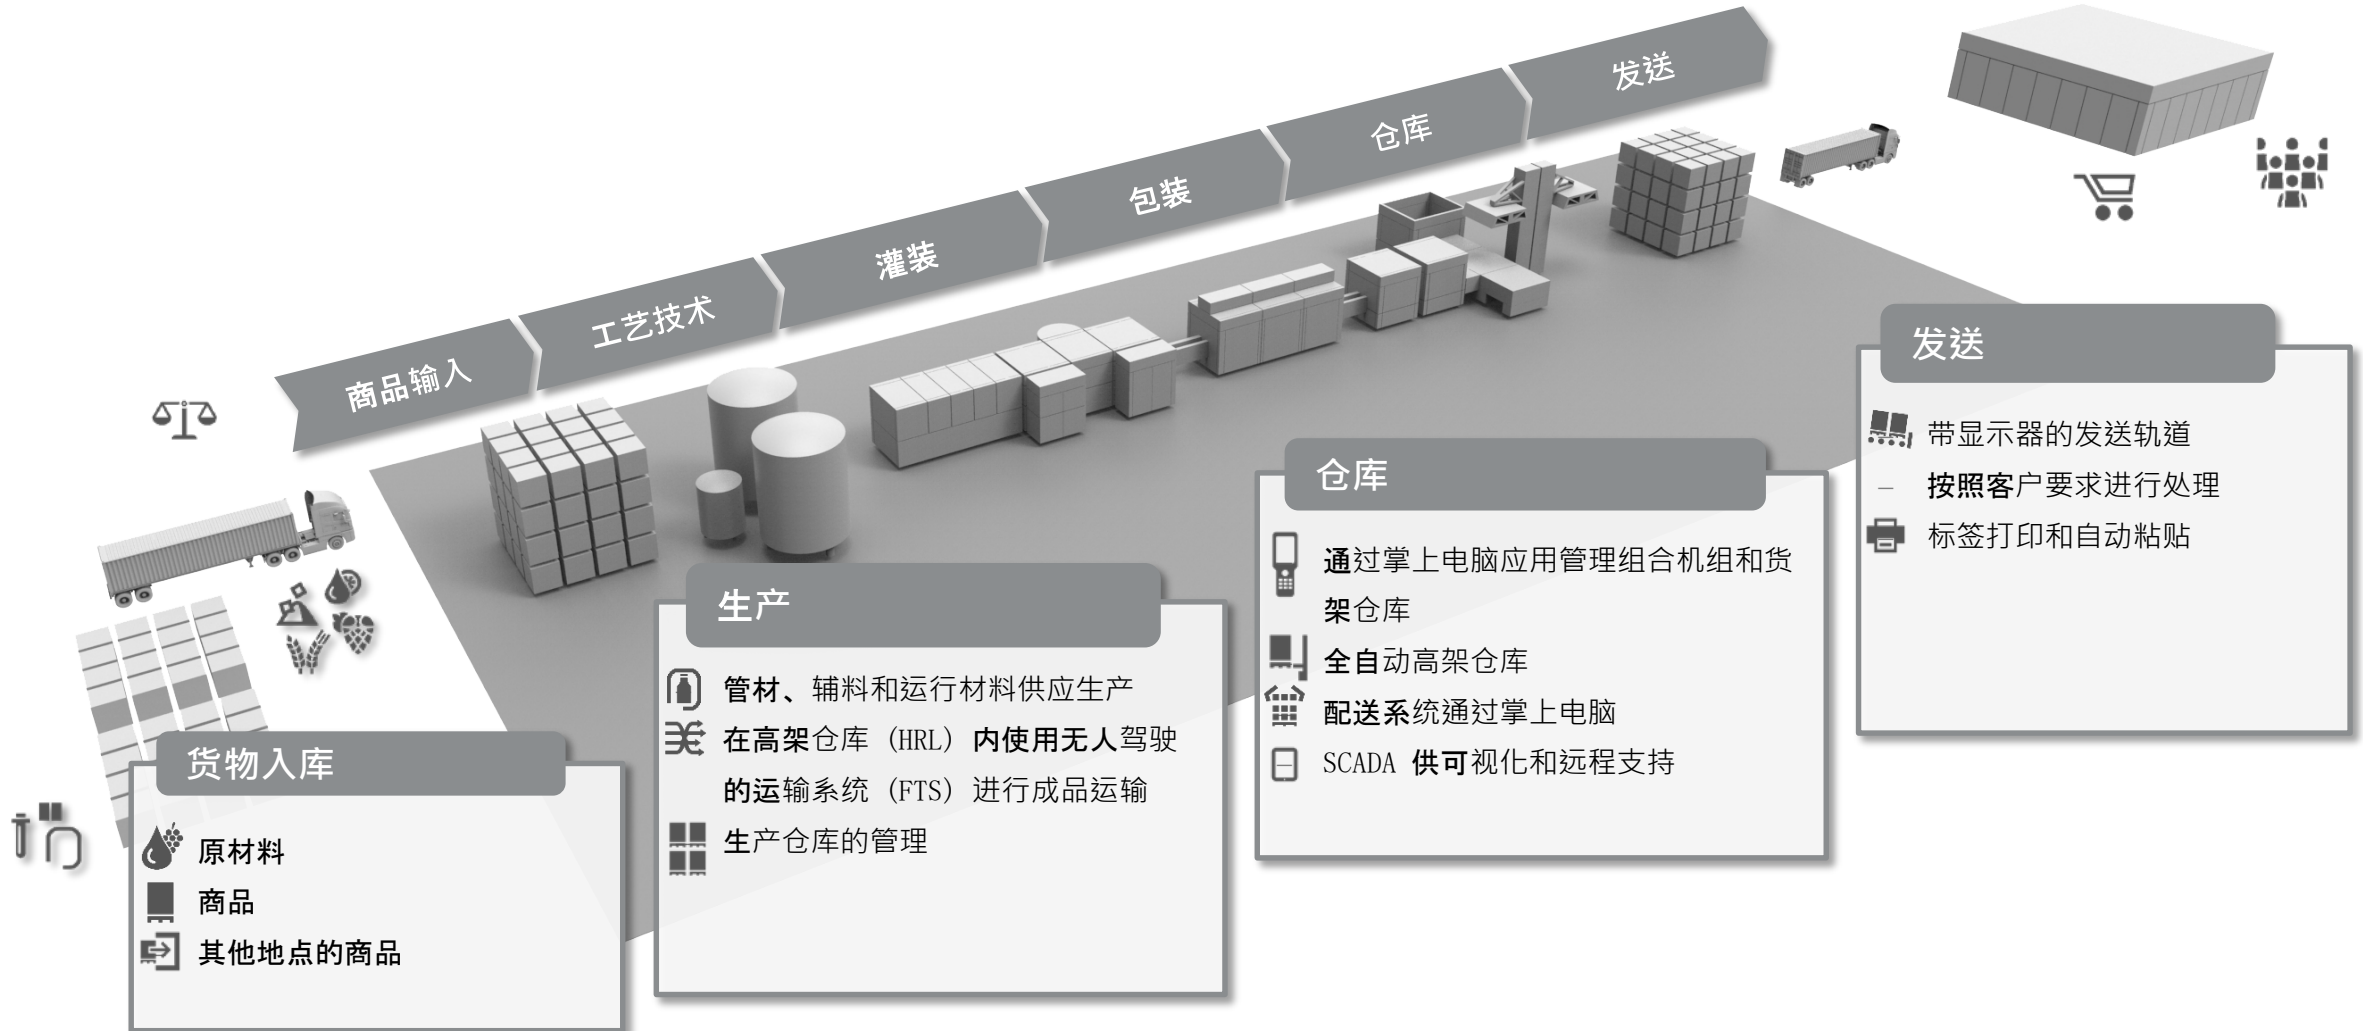 商品输入
工艺技术
灌装
包装
仓库
发送
货物入库
原材料
商品
其他地点的商品
生产
管材、辅料和运行材料供应生产
在高架仓库 (HRL) 内使用无人驾驶
的运输系统 (FTS) 进行成品运输
生产仓库的管理
仓库
通过掌上电脑应用管理组合机组和货
架仓库
全自动高架仓库
配送系统通过掌上电脑
SCADA 供可视化和远程支持
发送
带显示器的发送轨道
– 按照客户要求进行处理
标签打印和自动粘贴